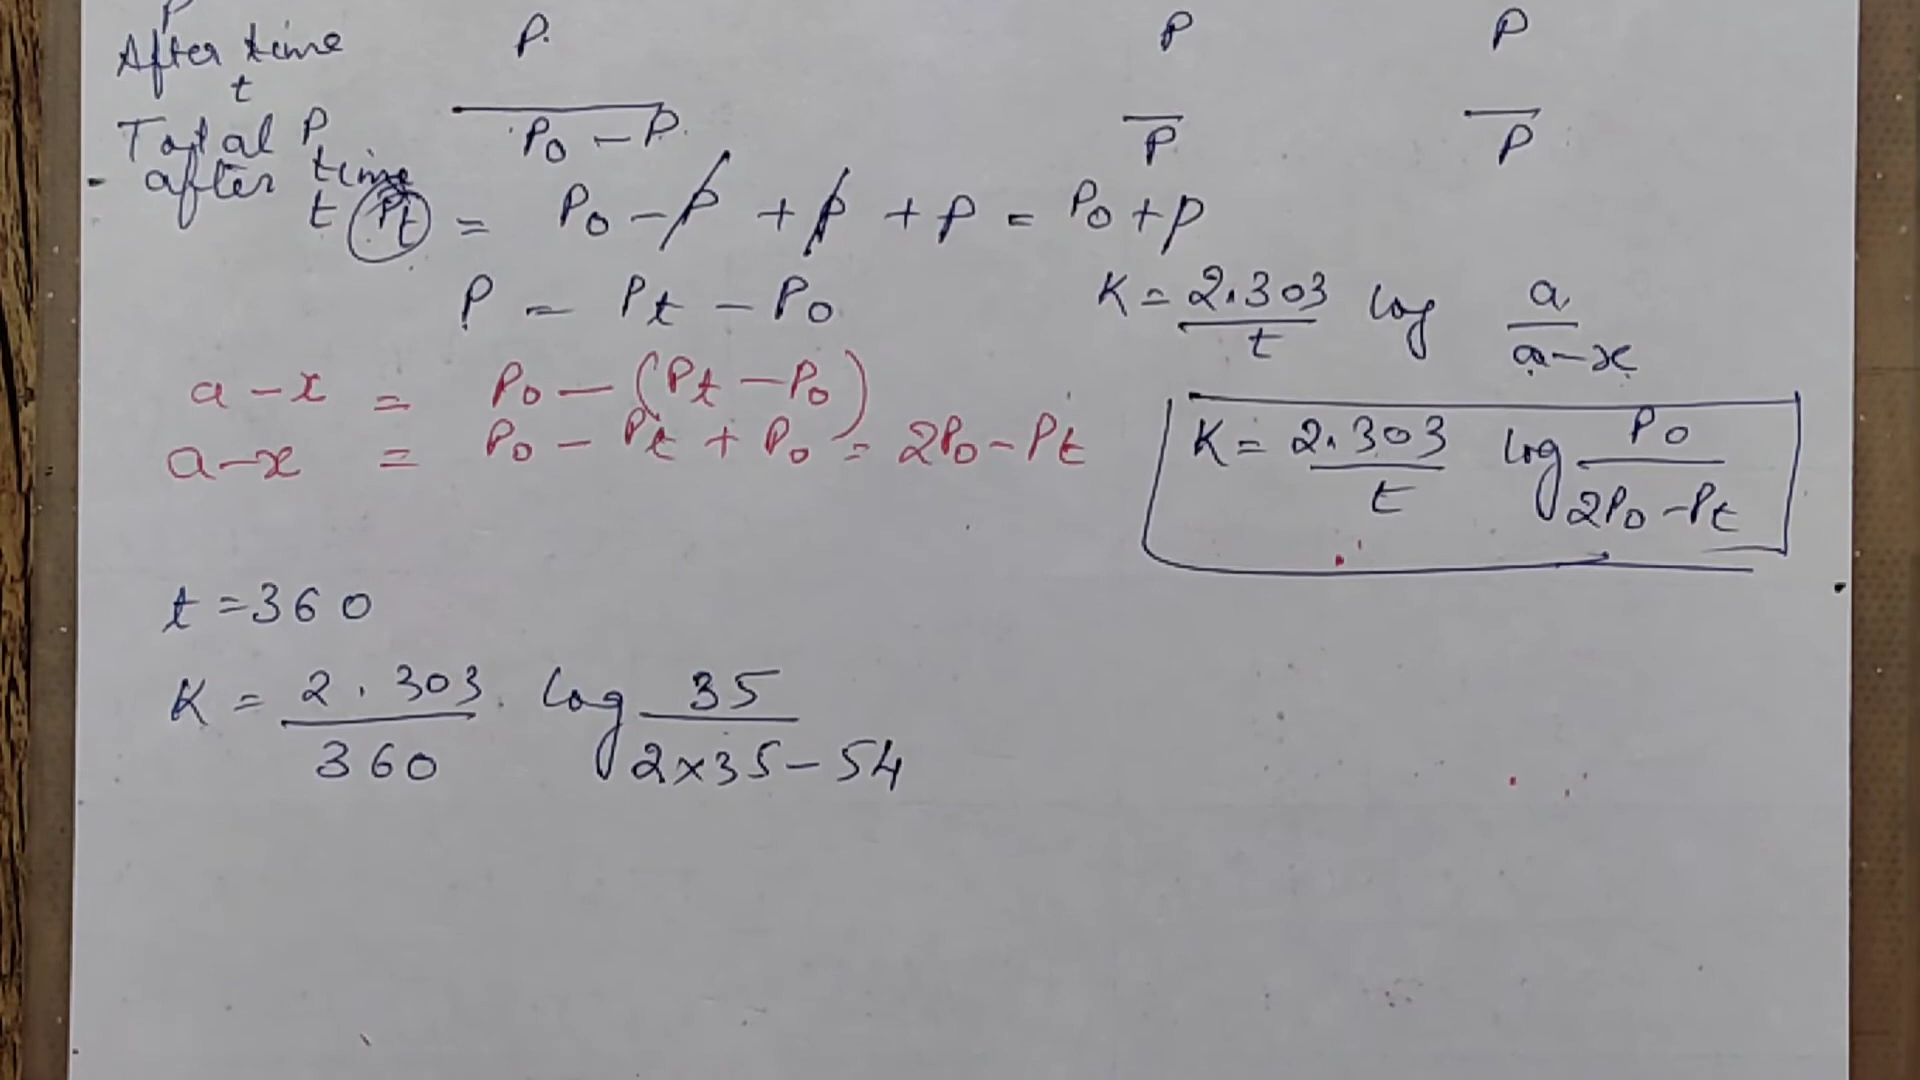 P
After time P. P P
t
Total P P0 - P. P P
after time
t Pt = P0 - p + p + p = P0 + p
P = Pt - P0
K = 2.303 / t log a / a - x
a - x = P0 - (Pt - P0)
a - x = P0 - Pt + P0 = 2P0 - Pt
K = 2.303 / t log P0 / 2P0 - Pt
t = 360
K = 2.303 / 360 log 35 / 2×35 - 54